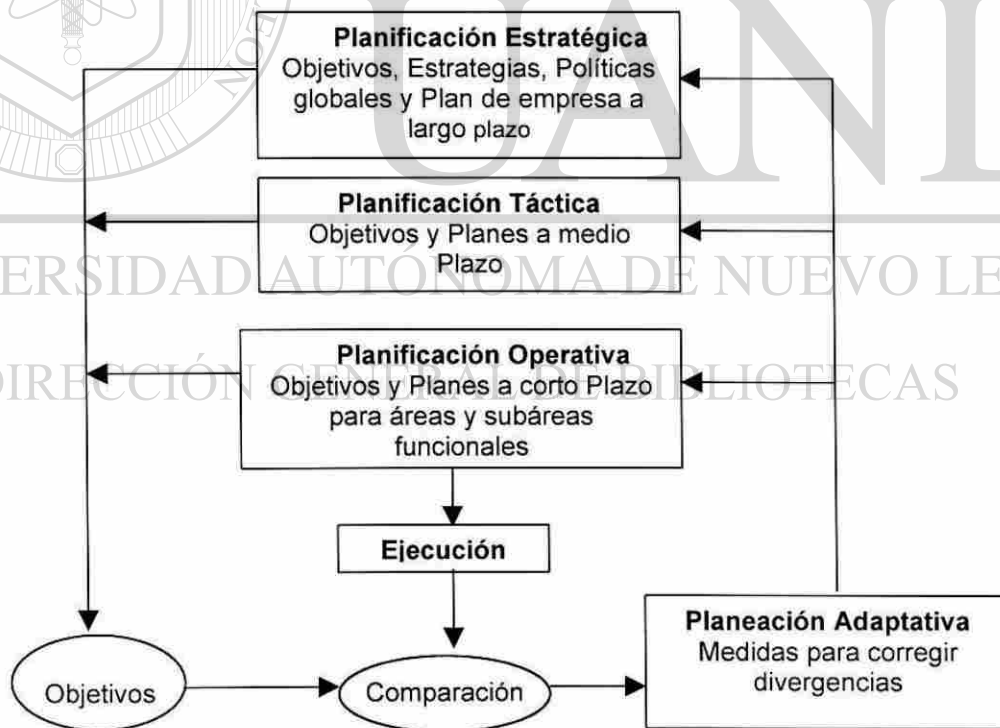 Planificación Estratégica
Objetivos, Estrategias, Políticas
globales y Plan de empresa a
largo plazo
UANL
Planificación Táctica
Objetivos y Planes a medio
Plazo
AUTÓNOMA DE NUEVO
Planificación Operativa
Objetivos y Planes a corto Plazo
para áreas y subáreas
funcionales
DIRECCIÓN GENERAL DE BIBLIOTECAS
Ejecución
Planeación Adaptativa
Medidas para corregir
divergencias
Objetivos
Comparación